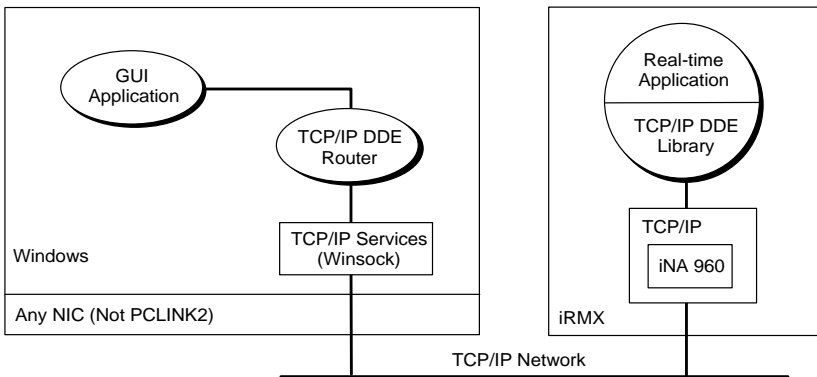 GUI
Application
TCP/IP DDE
Router
TCP/IP Services
(Winsock)
Windows
Any NIC (Not PCLINK2)
Real-time
Application
TCP/IP DDE
Library
TCP/IP
iNA 960
iRMX
TCP/IP Network